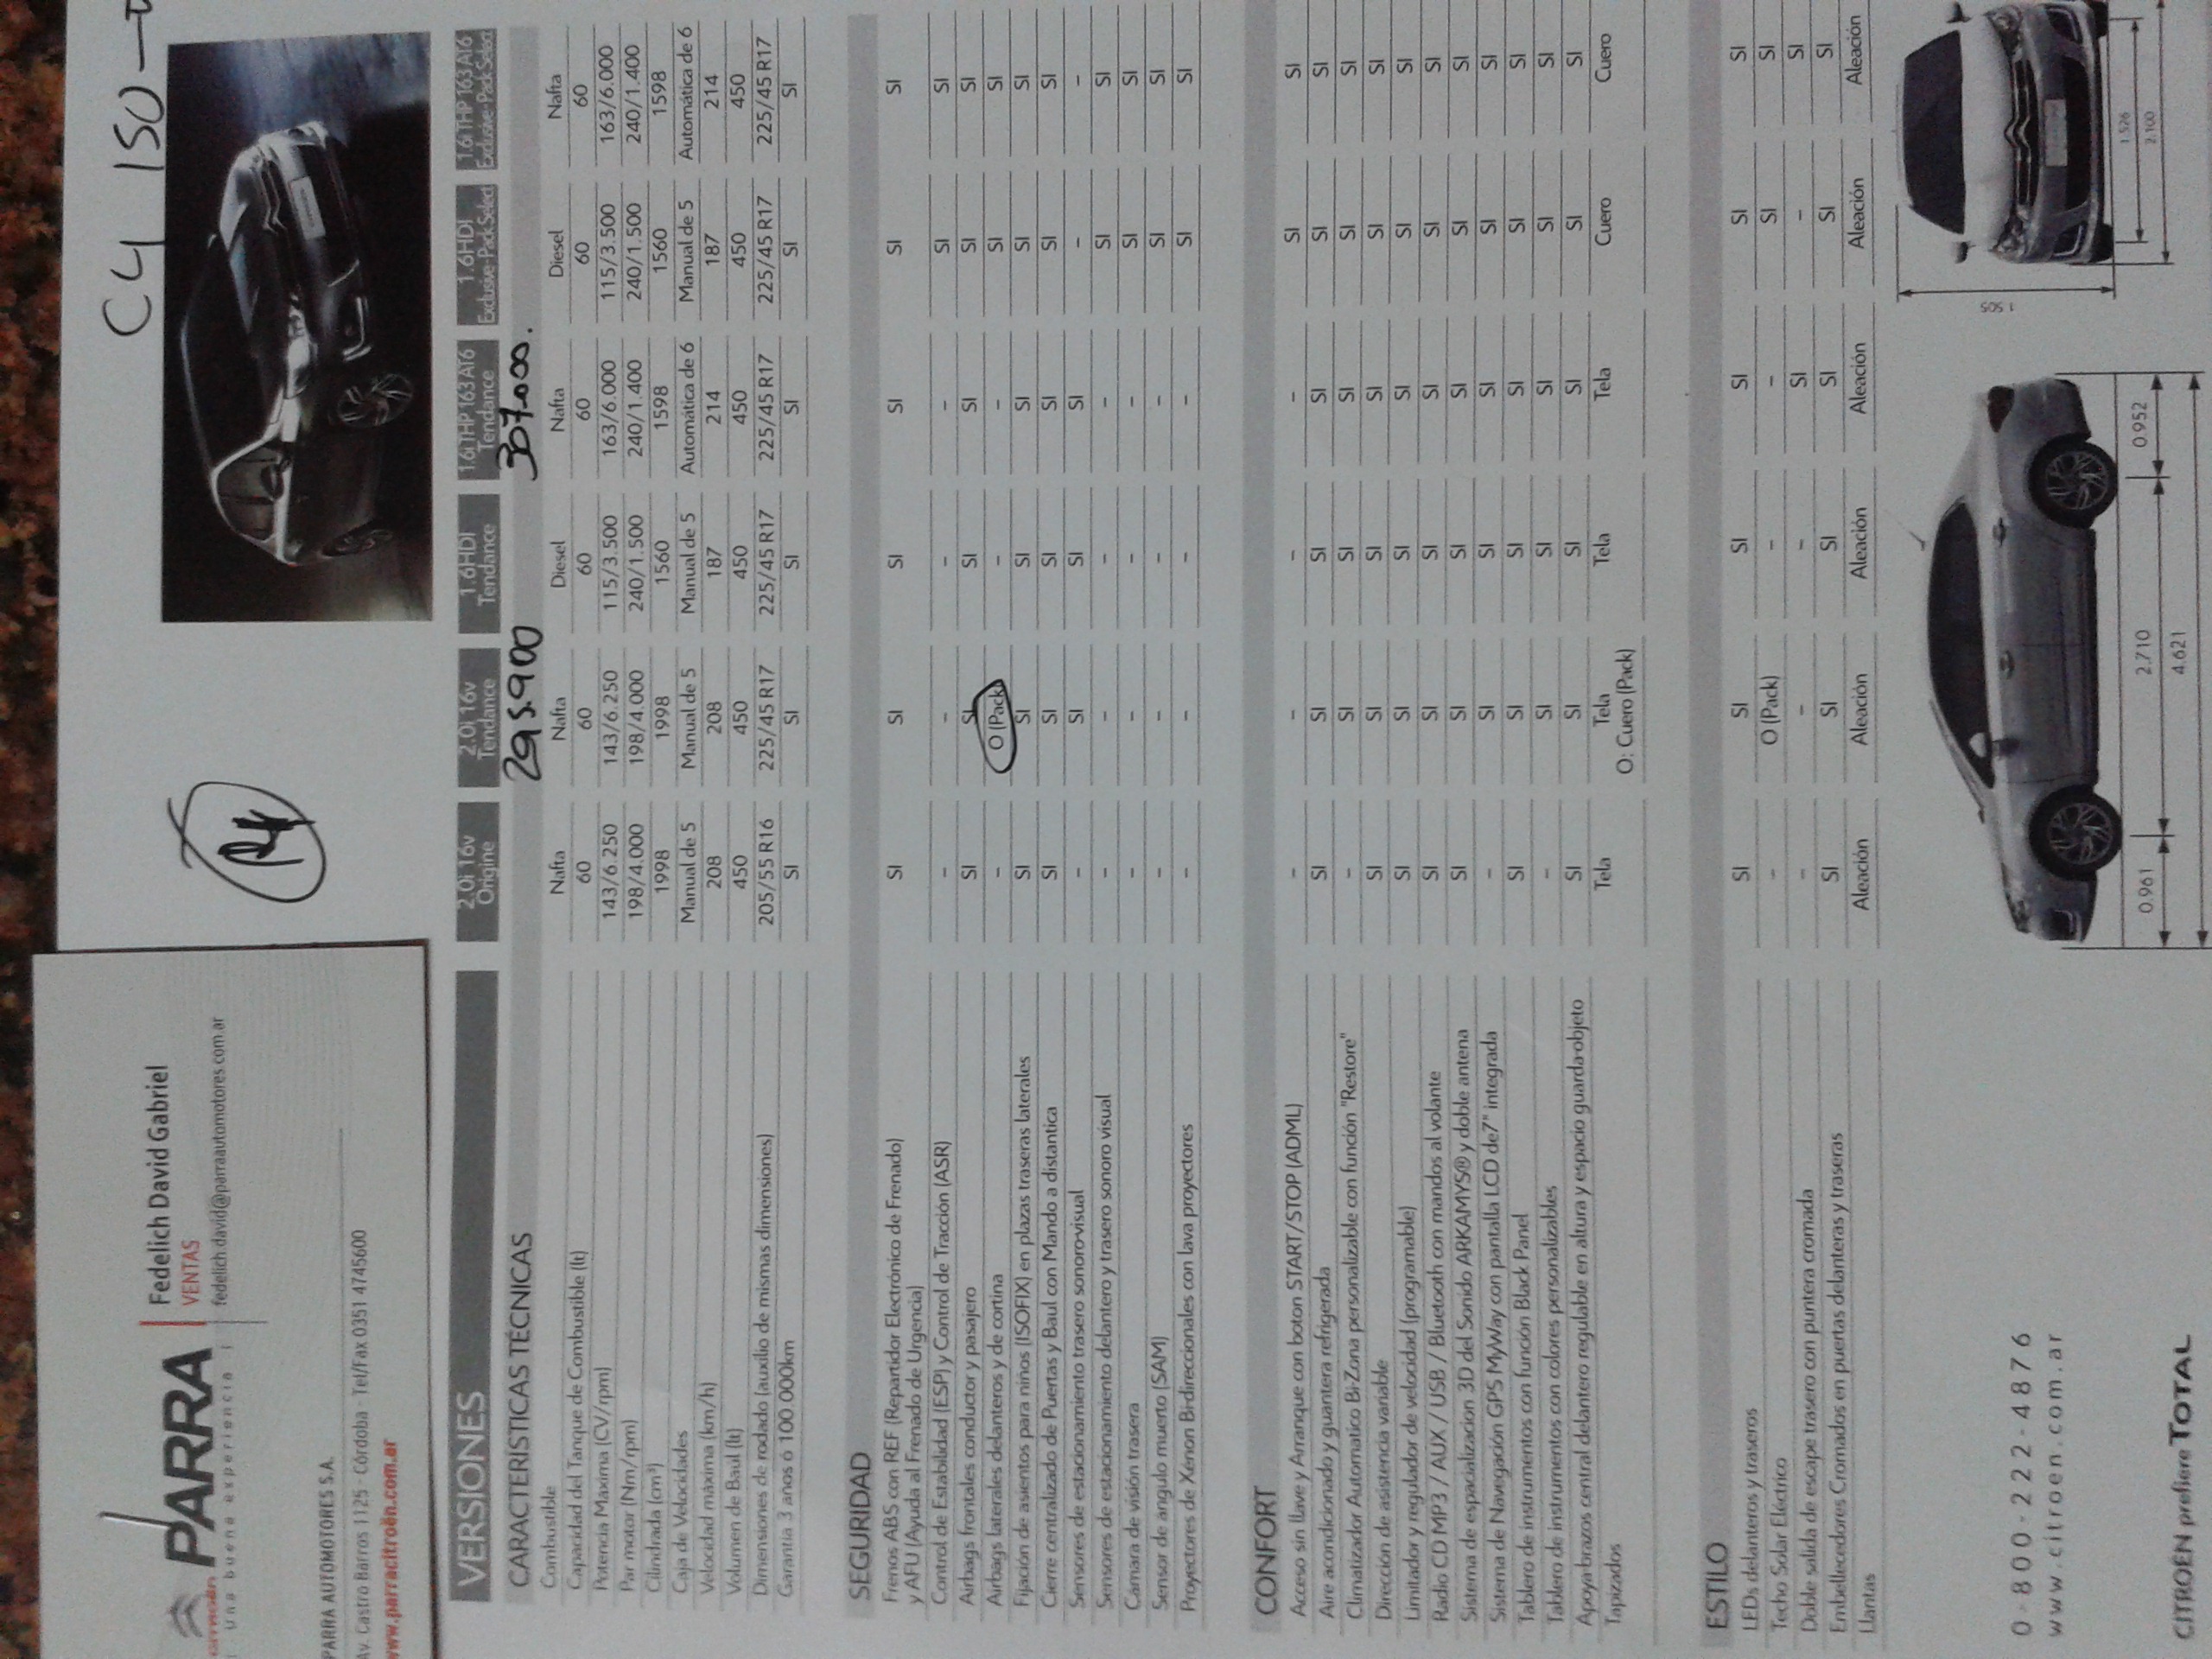 C4 150
PARRA
Fedelich David Gabriel
VENTAS
CITROËN
Una buena experiencia
fedelich.david@parraautomotores.com.ar
PARRA AUTOMOTORES S.A.
Av. Castro Barros 1125 - Córdoba - Tel/Fax 0351 4745600
www.parracitroën.com.ar
VERSIONES 2.0i 16v Origine 2.0i 16v Tendance 1.6HDI Tendance 1.6i THP 163 AT6 Tendance 1.6HDI Exclusive-Pack Select 1.6i THP 163 AT6 Exclusive-Pack Select
CARACTERÍSTICAS TÉCNICAS 295.900 307.000.
Combustible Nafta Nafta Diesel Nafta Diesel Nafta
Capacidad del Tanque de Combustible (lt) 60 60 60 60 60 60
Potencia Maxima (CV/rpm) 143/6.250 143/6.250 115/3.500 163/6.000 115/3.500 163/6.000
Par motor (Nm/rpm) 198/4.000 198/4.000 240/1.500 240/1.400 240/1.500 240/1.400
Cilindrada (cm³) 1998 1998 1560 1598 1560 1598
Caja de Velocidades Manual de 5 Manual de 5 Manual de 5 Automática de 6 Manual de 5 Automática de 6
Velocidad máxima (km/h) 208 208 187 214 187 214
Volumen de Baúl (lt) 450 450 450 450 450 450
Dimensiones de rodado (auxilio de mismas dimensiones) 205/55 R16 225/45 R17 225/45 R17 225/45 R17 225/45 R17 225/45 R17
Garantía 3 años ó 100.000km SI SI SI SI SI SI
SEGURIDAD
Frenos ABS con REF (Repartidor Electrónico de Frenado) SI SI SI SI SI SI
y AFU (Ayuda al Frenado de Urgencia)
Control de Estabilidad (ESP) y Control de Tracción (ASR) – – – – SI SI
Airbags frontales conductor y pasajero SI SI SI SI SI SI
Airbags laterales delanteros y de cortina – O (Pack) – – SI SI
Fijación de asientos para niños (ISOFIX) en plazas traseras laterales SI SI SI SI SI SI
Cierre centralizado de Puertas y Baul con Mando a distantica SI SI SI SI SI SI
Sensores de estacionamiento trasero sonoro-visual – SI SI SI – –
Sensores de estacionamiento delantero y trasero sonoro visual – – – – SI SI
Cámara de visión trasera – – – – SI SI
Sensor de angulo muerto (SAM) – – – – SI SI
Proyectores de Xénon Bi-direccionales con lava proyectores – – – – SI SI
CONFORT
Acceso sin llave y Arranque con boton START/STOP (ADML) – – – – SI SI
Aire acondicionado y guantera refrigerada SI SI SI SI SI SI
Climatizador Automatico Bi-Zona personalizable con función "Restore" – SI SI SI SI SI
Dirección de asistencia variable SI SI SI SI SI SI
Limitador y regulador de velocidad (programable) SI SI SI SI SI SI
Radio CD MP3 / AUX / USB / Bluetooth con mandos al volante SI SI SI SI SI SI
Sistema de espacializacion 3D del Sonido ARKAMYS® y doble antena SI SI SI SI SI SI
Sistema de Navegación GPS MyWay con pantalla LCD de7" integrada – SI SI SI SI SI
Tablero de instrumentos con función Black Panel SI SI SI SI SI SI
Tablero de instrumentos con colores personalizables – SI SI SI SI SI
Apoya-brazos central delantero regulable en altura y espacio guarda-objeto SI SI SI SI SI SI
Tapizados Tela Tela Tela Tela Cuero Cuero
O: Cuero (Pack)
ESTILO
LEDs delanteros y traseros SI SI SI SI SI SI
Techo Solar Eléctrico – O (Pack) – – SI SI
Doble salida de escape trasero con puntera cromada – – – SI – SI
Embellecedores Cromados en puertas delanteras y traseras SI SI SI SI SI SI
Llantas Aleación Aleación Aleación Aleación Aleación Aleación
1.505
0-800-222-4876
www.citroen.com.ar
0.961 2.710 0.952 1.526
4.621 2.100
CITROËN prefiere TOTAL